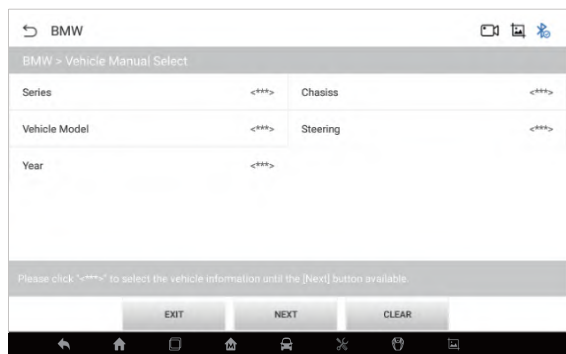 BMW
BMW > Vehicle Manual Select
Series <***> Chasiss <***>
Vehicle Model <***> Steering <***>
Year <***>
Please click "<***>" to select the vehicle information until the [Next] button available.
EXIT NEXT CLEAR
M